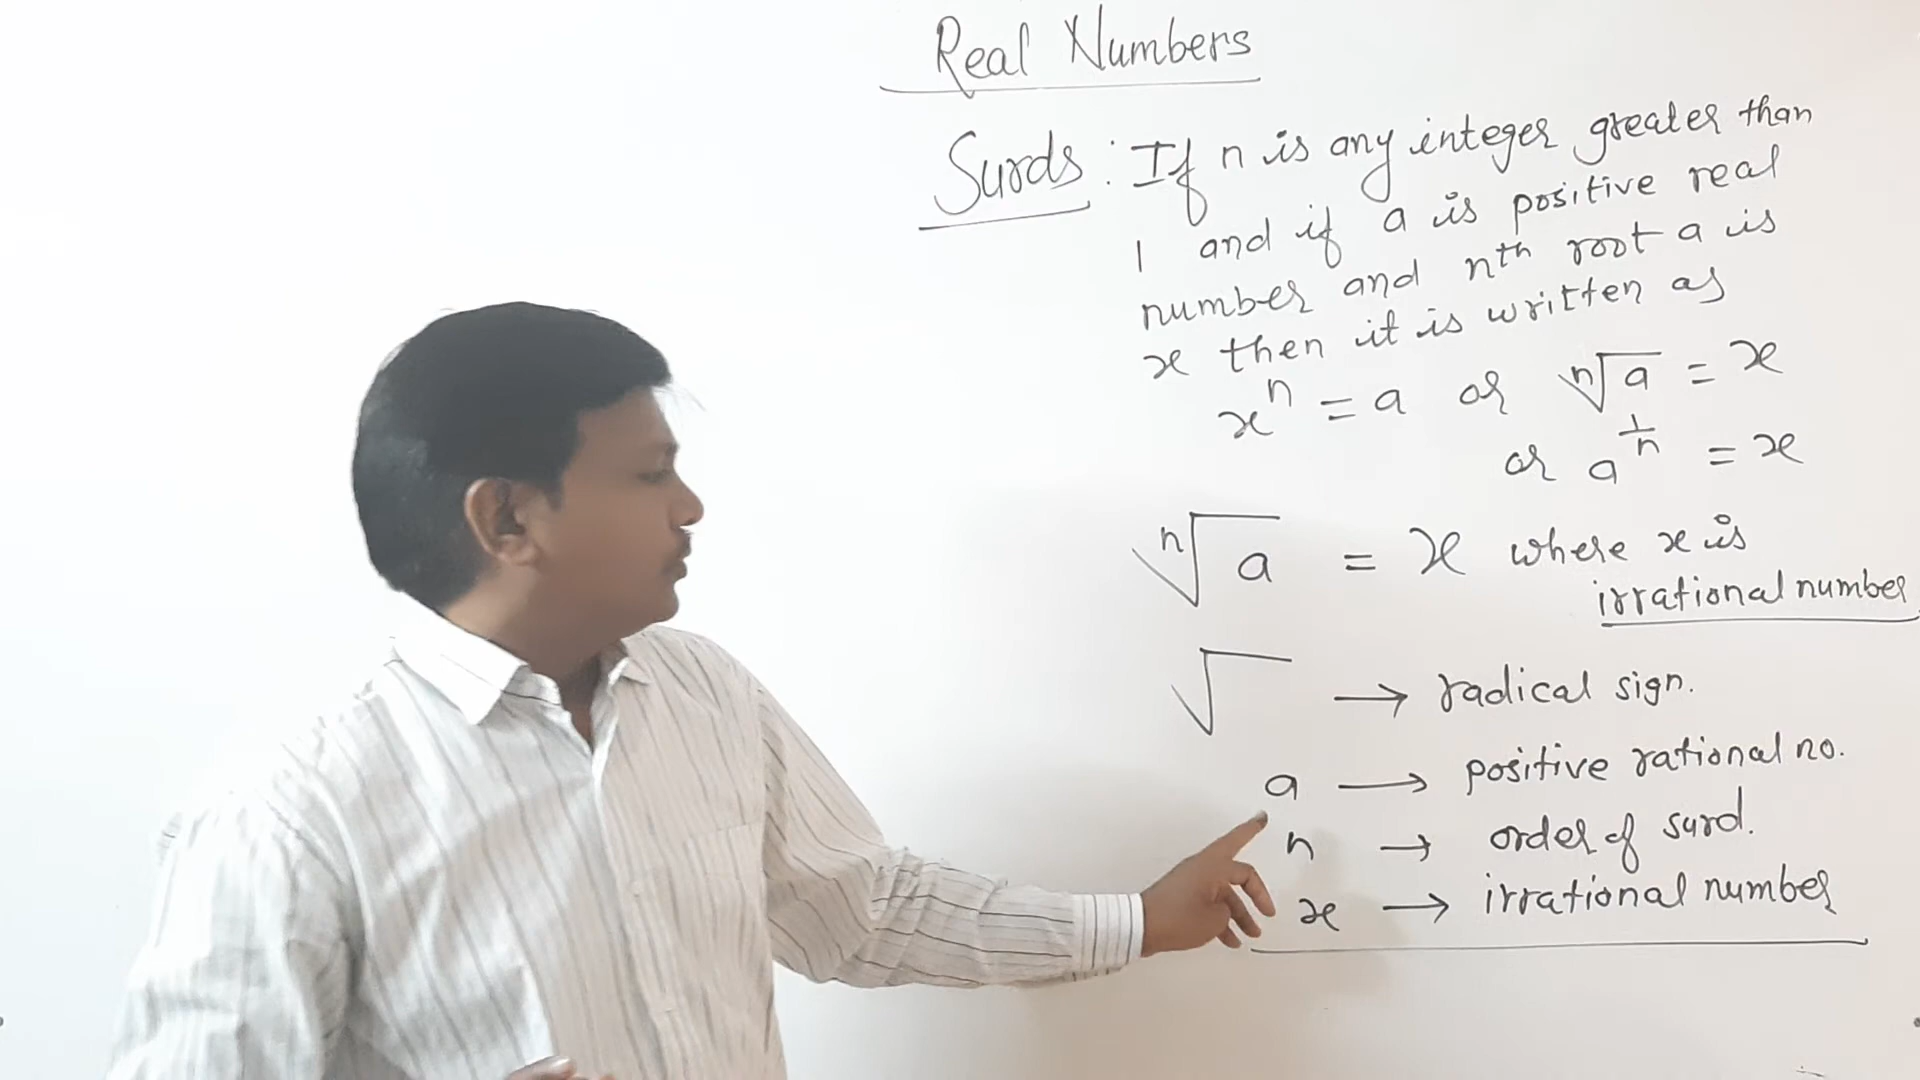 Real Numbers
Surds : If n is any integer greater than
1 and if a is positive real
number and nth root a is
x then it is written as
xⁿ = a or ⁿ√a = x
or a^(1/n) = x
ⁿ√a = x where x is
irrational number
√ → radical sign.
a → positive rational no.
n → order of surd.
x → irrational number